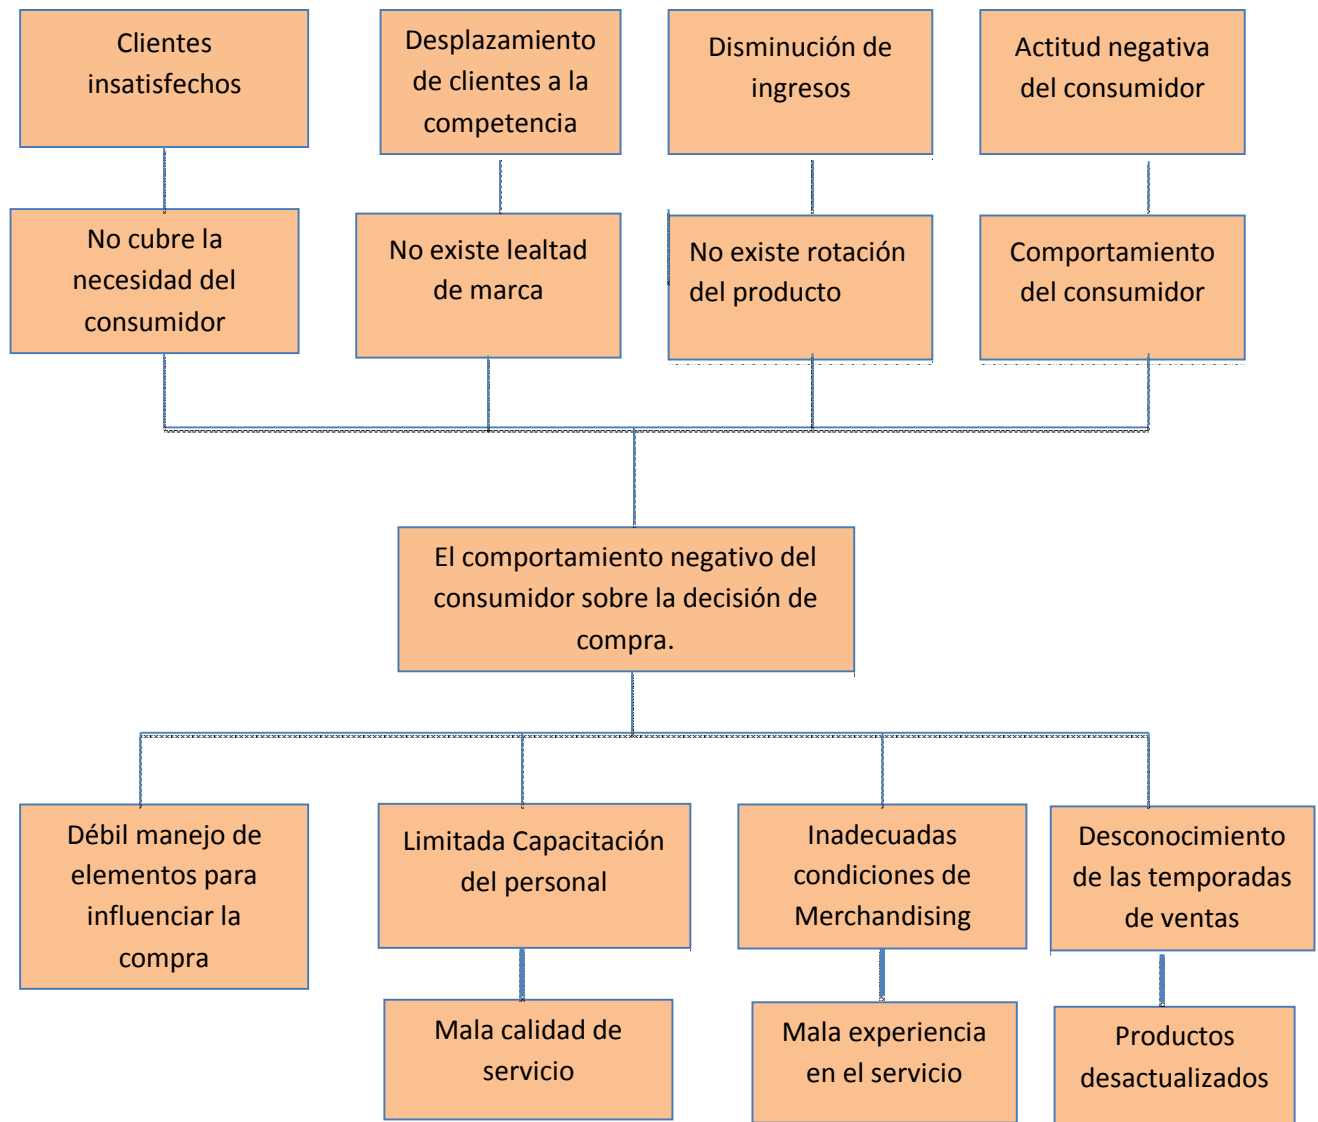 Clientes
insatisfechos
Desplazamiento
de clientes a la
competencia
Disminución de
ingresos
Actitud negativa
del consumidor
No cubre la
necesidad del
consumidor
No existe lealtad
de marca
No existe rotación
del producto
Comportamiento
del consumidor
El comportamiento negativo del
consumidor sobre la decisión de
compra.
Débil manejo de
elementos para
influenciar la
compra
Limitada Capacitación
del personal
Inadecuadas
condiciones de
Merchandising
Desconocimiento
de las temporadas
de ventas
Mala calidad de
servicio
Mala experiencia
en el servicio
Productos
desactualizados